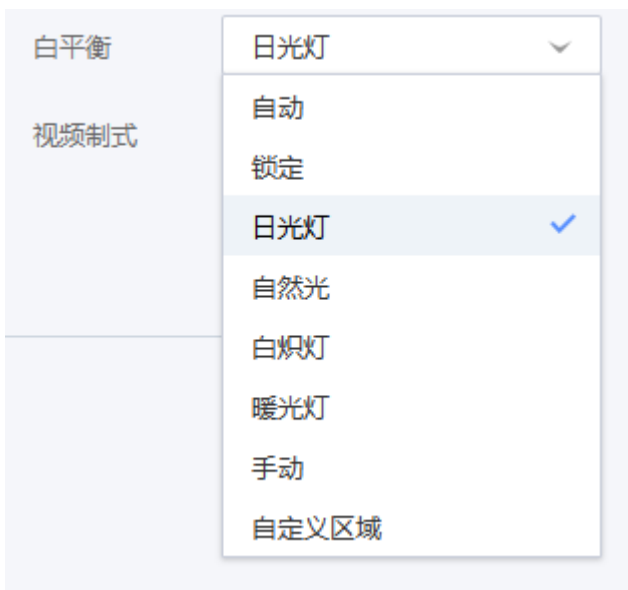 白平衡 日光灯
自动
视频制式
锁定
日光灯
自然光
白炽灯
暖光灯
手动
自定义区域